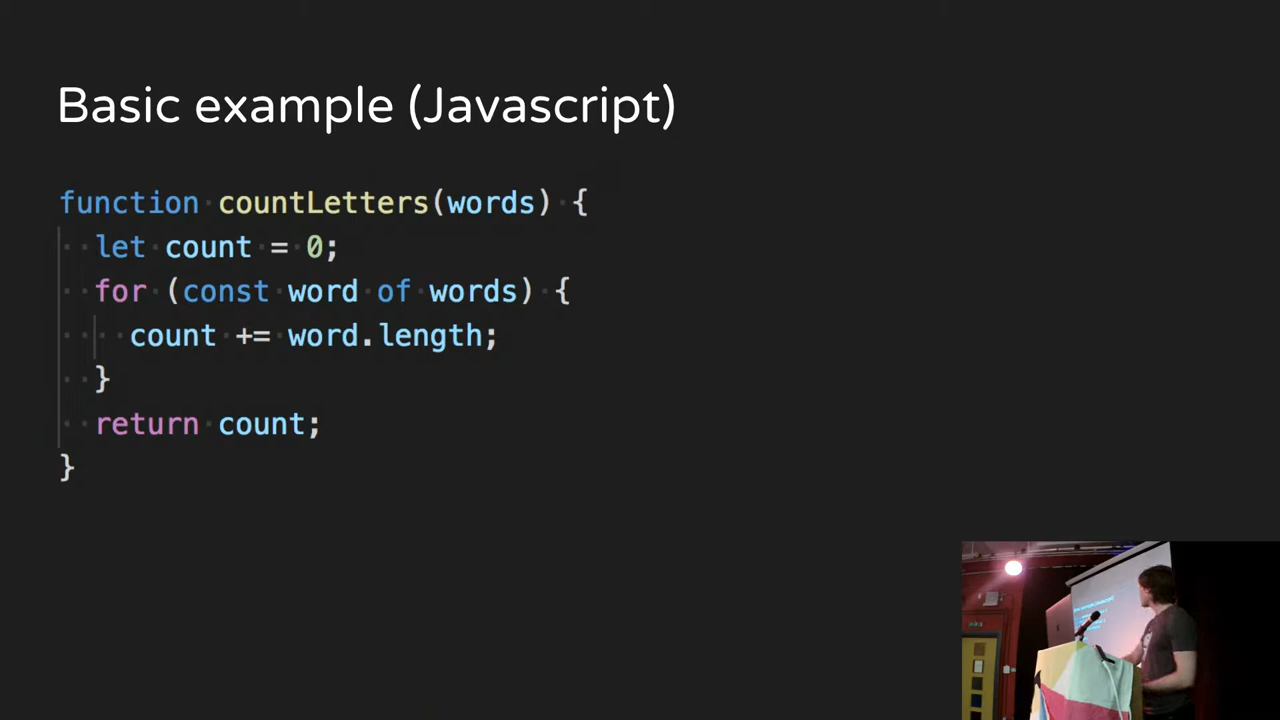 Basic example (Javascript)
function countLetters(words) {
  let count = 0;
  for (const word of words) {
    count += word.length;
  }
  return count;
}